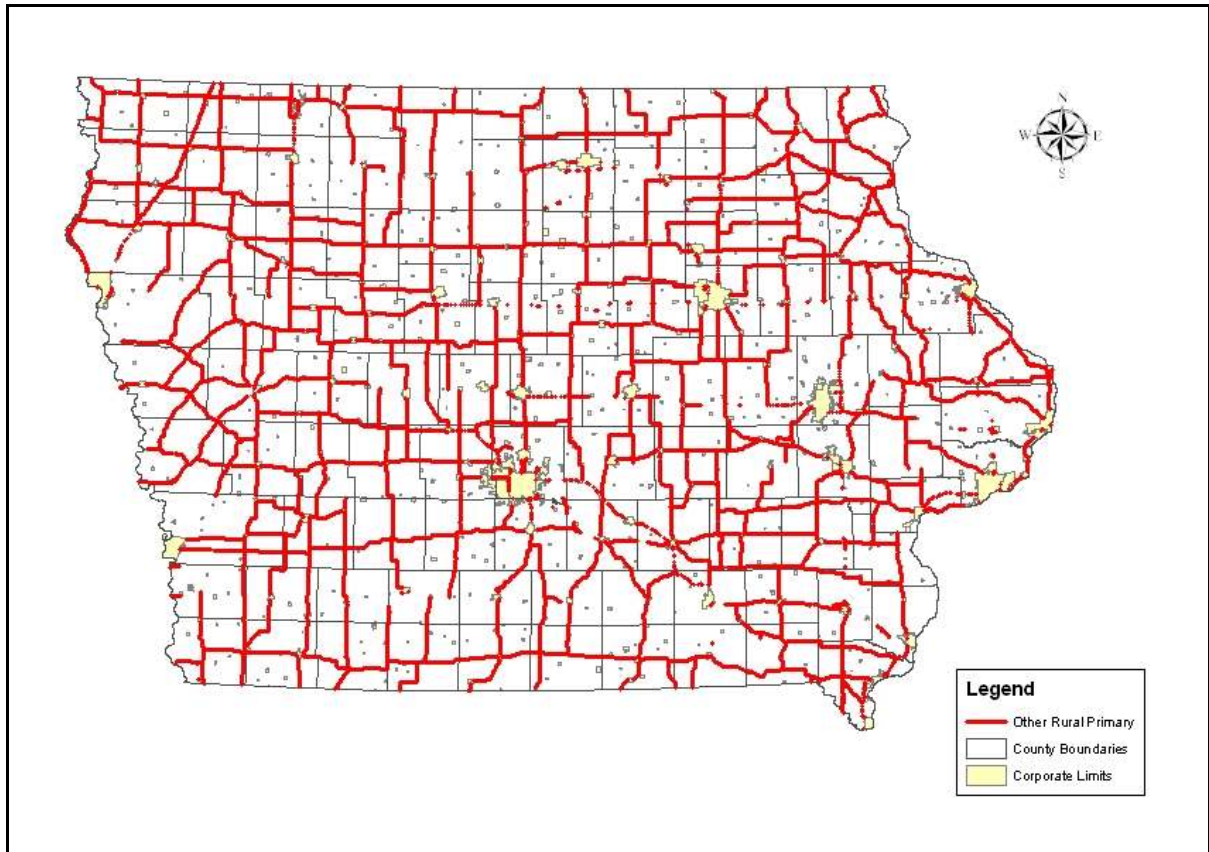 N
W E
S
Legend
Other Rural Primary
County Boundaries
Corporate Limits